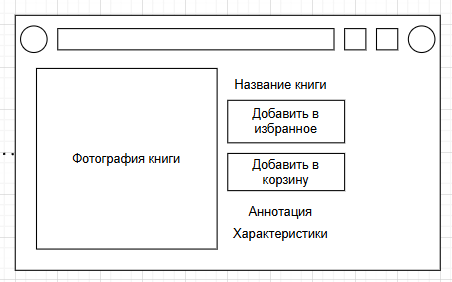 Название книги
Добавить в
избранное
Фотография книги
Добавить в
корзину
Аннотация
Характеристики